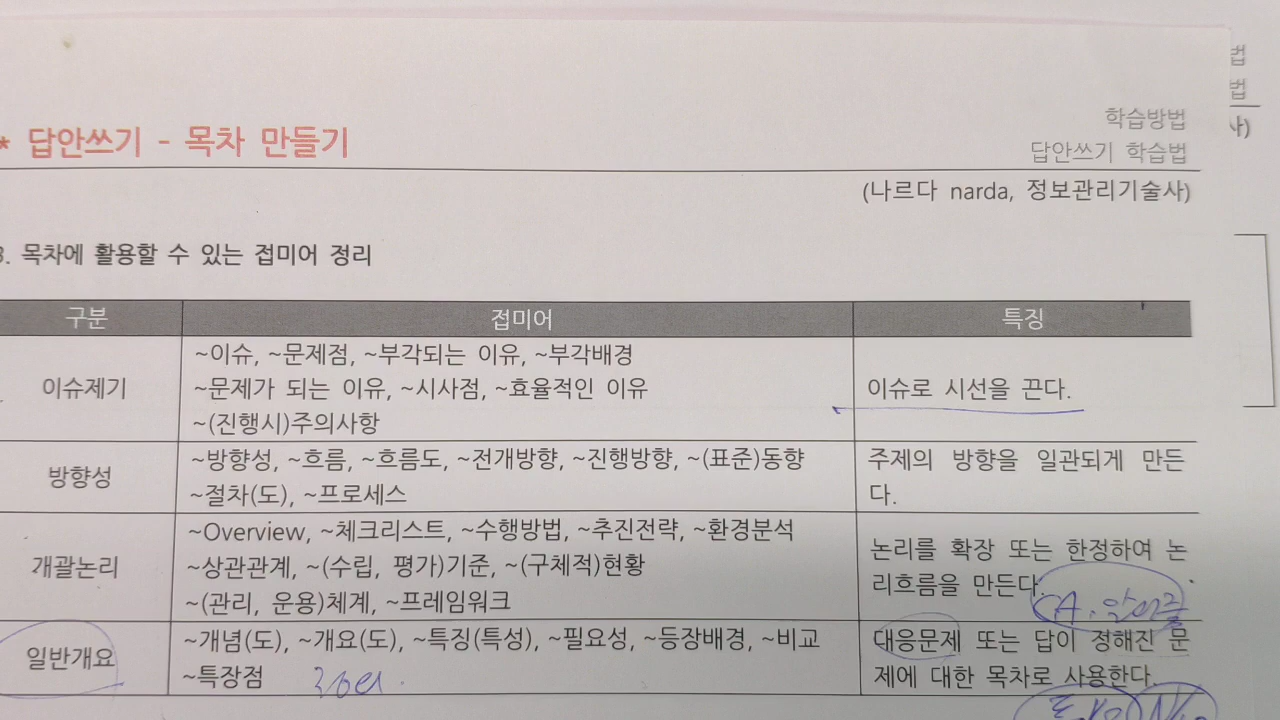 법
법
사)
학습방법
* 답안쓰기 - 목차 만들기
답안쓰기 학습법
(나르다 narda, 정보관리기술사)
3. 목차에 활용할 수 있는 접미어 정리
구분 접미어 특징
~이슈, ~문제점, ~부각되는 이유, ~부각배경
이슈제기 ~문제가 되는 이유, ~시사점, ~효율적인 이유 이슈로 시선을 끈다.
~(진행시)주의사항
방향성 ~방향성, ~흐름, ~흐름도, ~전개방향, ~진행방향, ~(표준)동향 주제의 방향을 일관되게 만든
~절차(도), ~프로세스 다.
~Overview, ~체크리스트, ~수행방법, ~추진전략, ~환경분석
개괄논리 ~상관관계, ~(수립, 평가)기준, ~(구체적)현황 논리를 확장 또는 한정하여 논
~(관리, 운용)체계, ~프레임워크 리흐름을 만든다.
CA.
일반개요 ~개념(도), ~개요(도), ~특징(특성), ~필요성, ~등장배경, ~비교 대응문제 또는 답이 정해진 문
~특장점 제에 대한 목차로 사용한다.